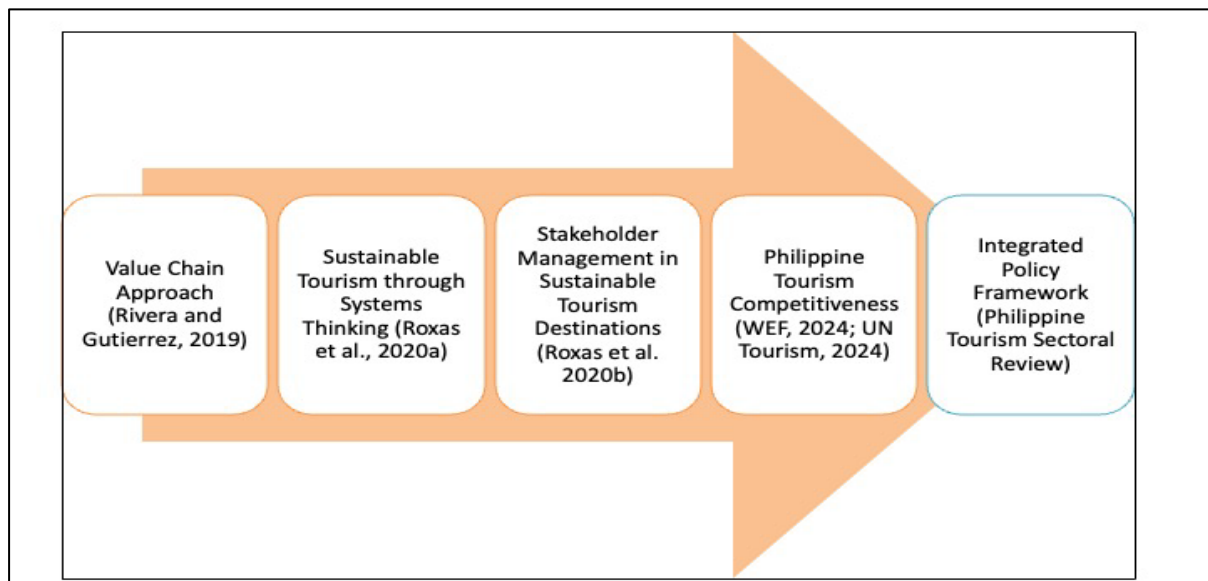 Value Chain
Approach
(Rivera and
Gutierrez, 2019)
Sustainable
Tourism through
Systems
Thinking (Roxas
et al., 2020a)
Stakeholder
Management in
Sustainable
Tourism
Destinations
(Roxas et al.
2020b)
Philippine
Tourism
Competitiveness
(WEF, 2024; UN
Tourism, 2024)
Integrated
Policy
Framework
(Philippine
Tourism Sectoral
Review)